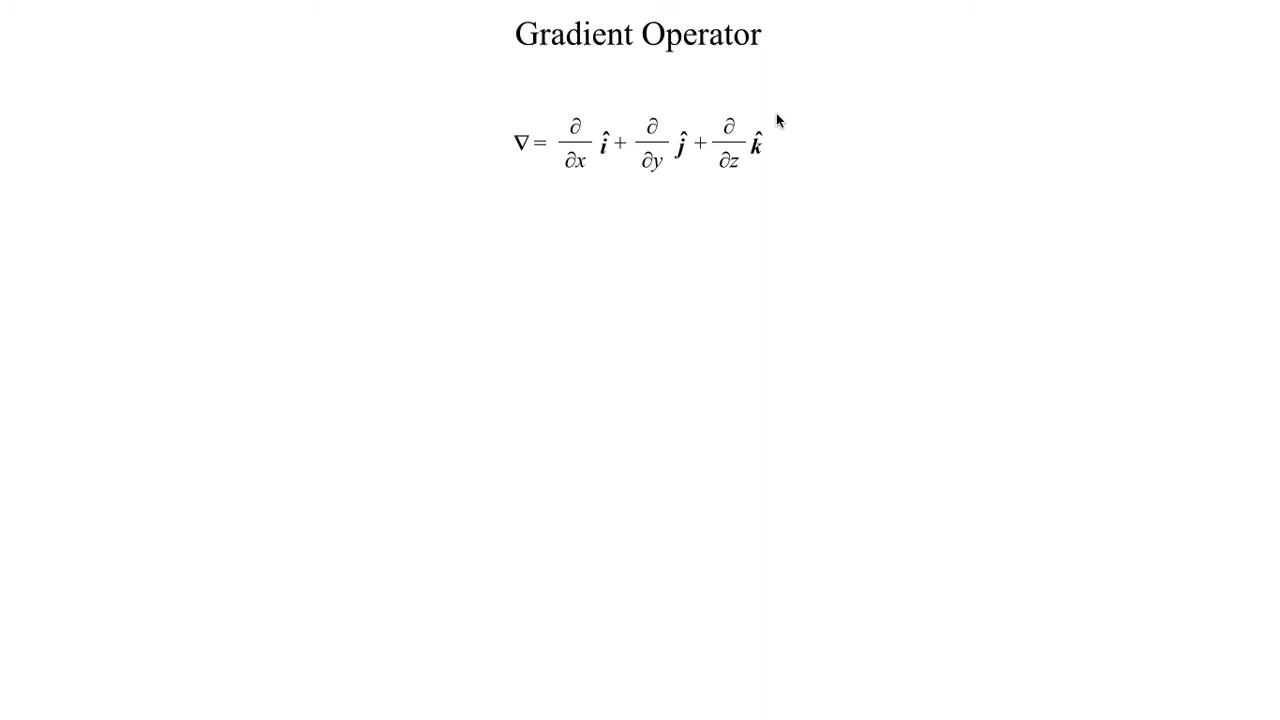 Gradient Operator
∇ = ∂/∂x î + ∂/∂y ĵ + ∂/∂z k̂